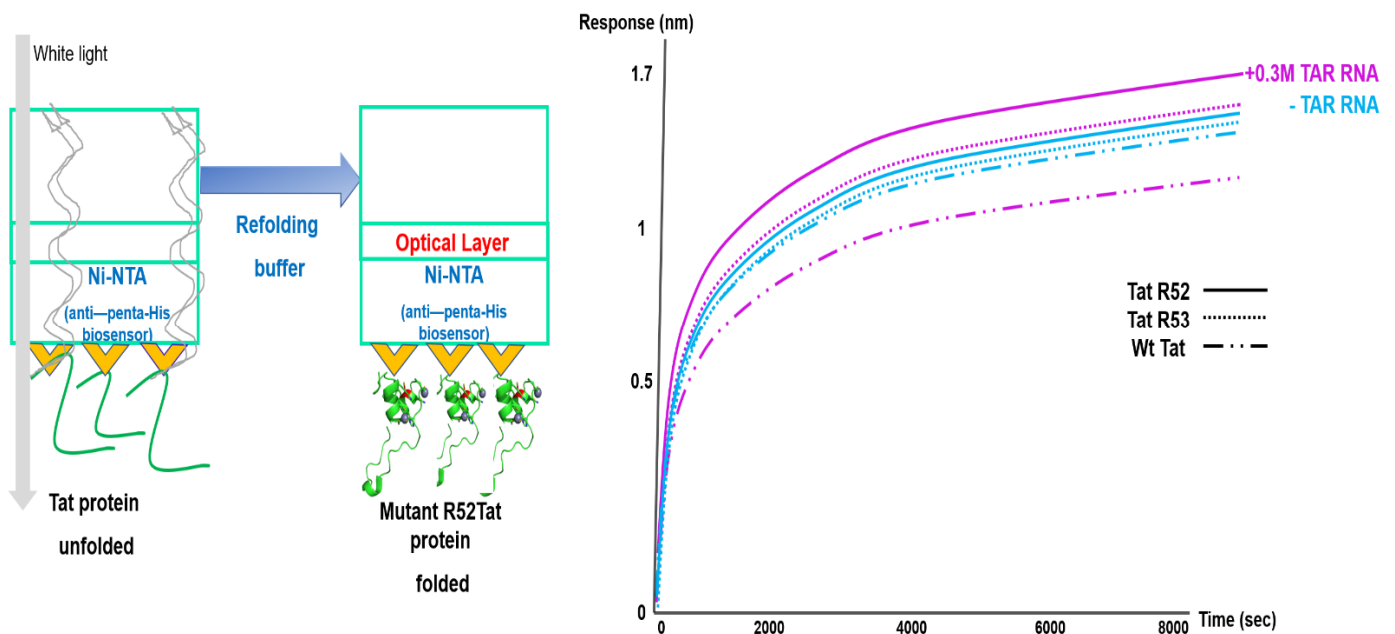 White light
Ni-NTA
(anti—penta-His
biosensor)
Tat protein
unfolded
Refolding
buffer
Optical Layer
Ni-NTA
(anti—penta-His
biosensor)
Mutant R52Tat
protein
folded
Response (nm)
1.7
1
0.5
0
0
2000
4000
6000
8000
Time (sec)
+0.3M TAR RNA
- TAR RNA
Tat R52
Tat R53
Wt Tat